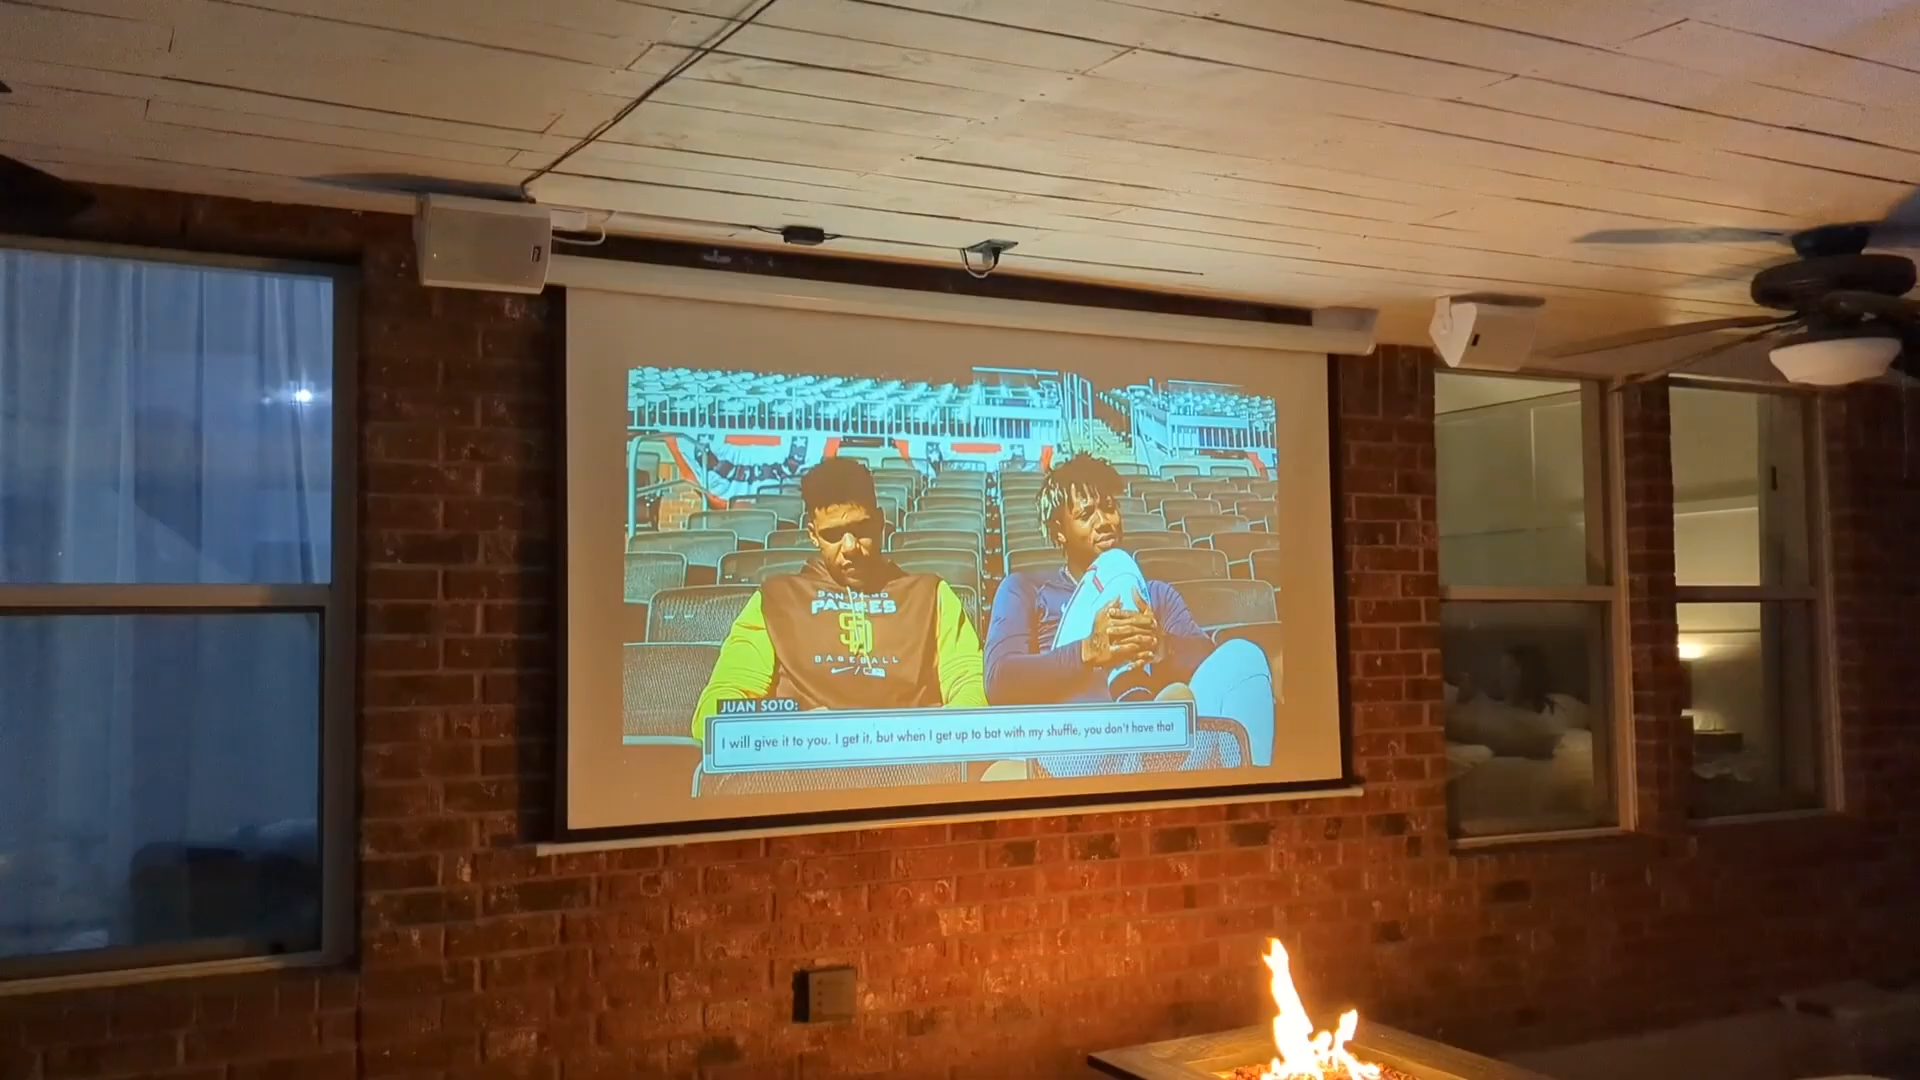 SAN DIEGO
PADRES
SD
BASEBALL
JUAN SOTO:
I will give it to you. I get it, but when I get up to bat with my shuffle, you don't have that